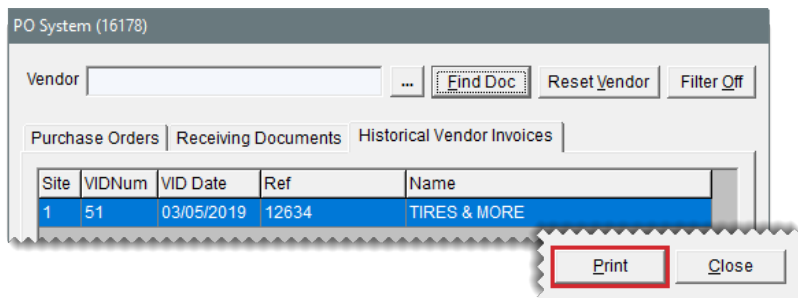 PO System (16178)
Vendor ... Find Doc Reset Vendor Filter Off
Purchase Orders Receiving Documents Historical Vendor Invoices
Site VIDNum VID Date Ref Name
1 51 03/05/2019 12634 TIRES & MORE
Print Close